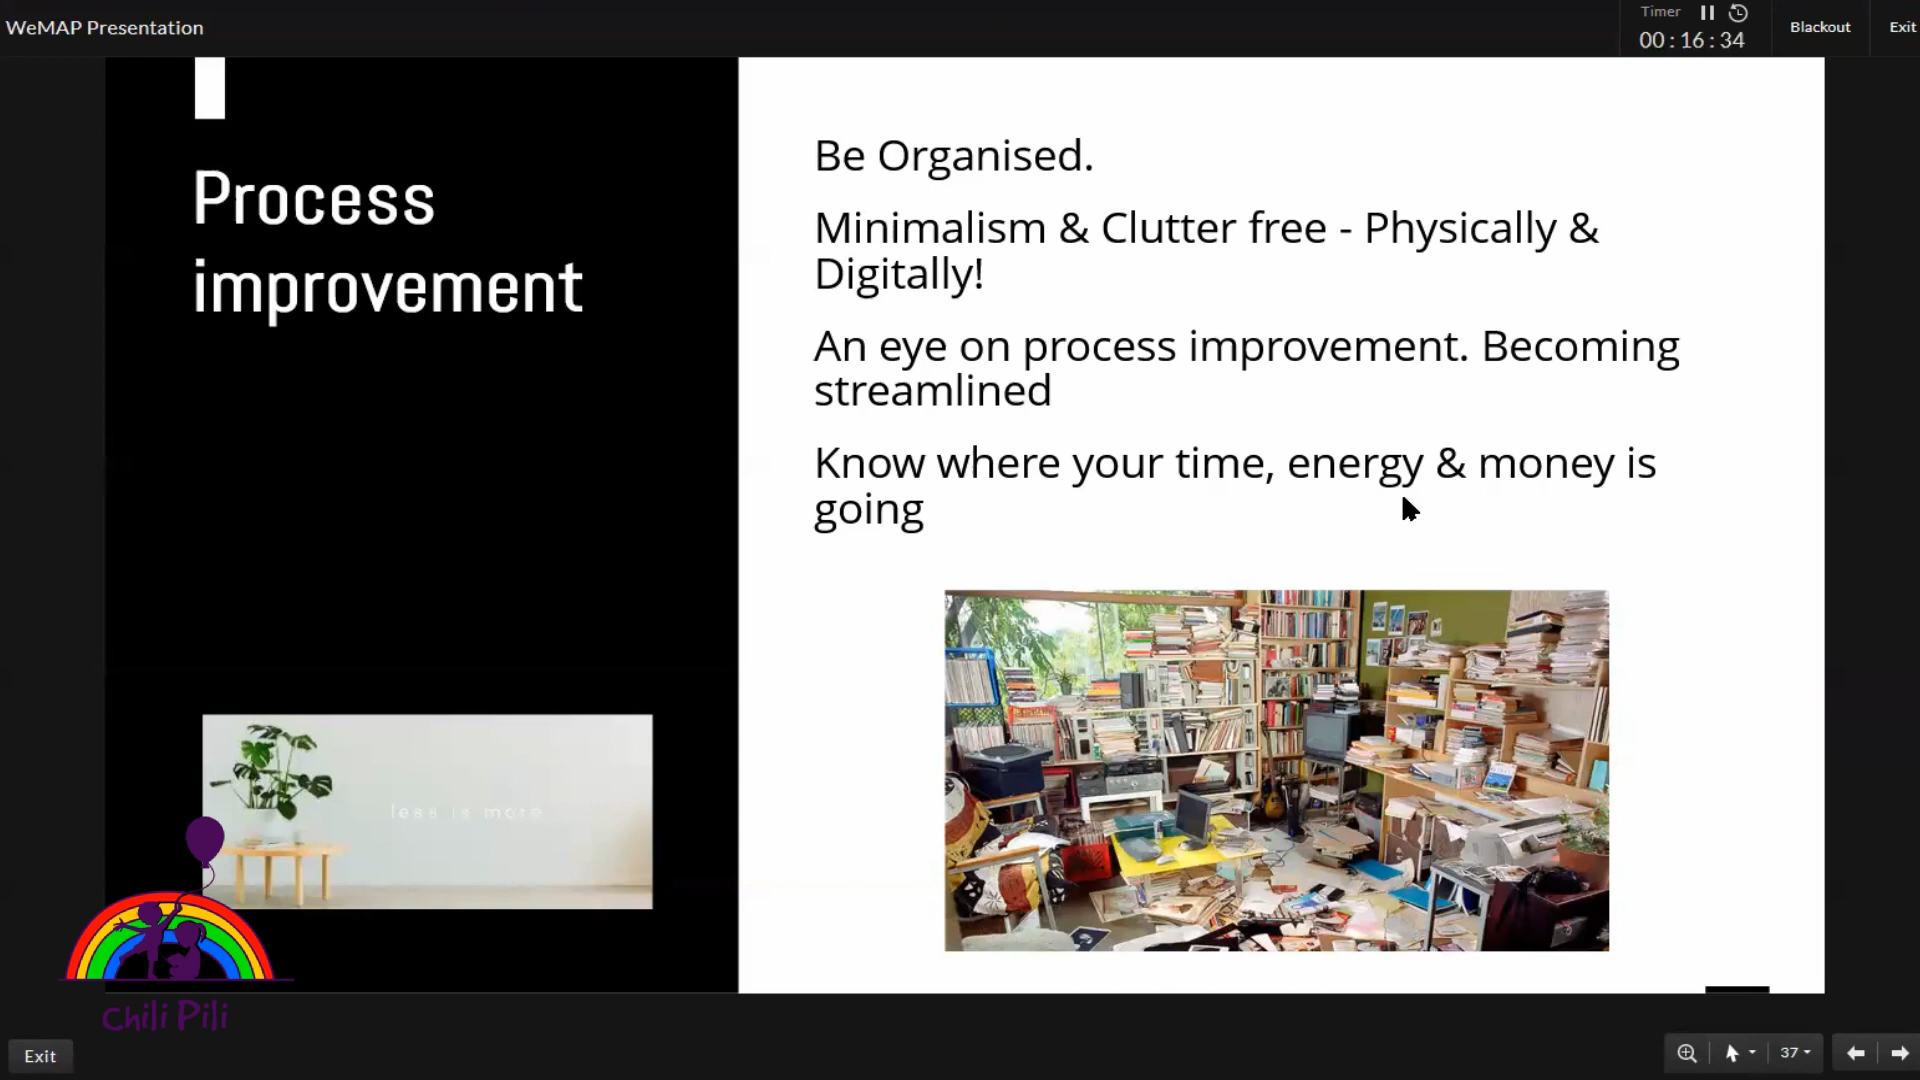 WeMAP Presentation
Timer
00 : 16 : 34
Blackout
Exit
Process
improvement
Be Organised.
Minimalism & Clutter free - Physically &
Digitally!
An eye on process improvement. Becoming
streamlined
Know where your time, energy & money is
going
less is more
Chili Pili
Exit
37